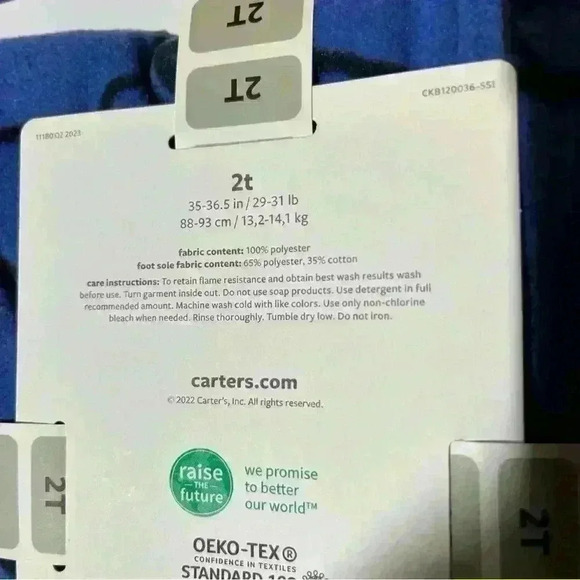 2T
2T
CKB120036-551
11180:Q2 2023
2t
35-36.5 in / 29-31 lb
88-93 cm / 13,2-14,1 kg
fabric content: 100% polyester
foot sole fabric content: 65% polyester, 35% cotton
care instructions: To retain flame resistance and obtain best wash results wash
before use. Turn garment inside out. Do not use soap products. Use detergent in full
recommended amount. Machine wash cold with like colors. Use only non-chlorine
bleach when needed. Rinse thoroughly. Tumble dry low. Do not iron.
carters.com
© 2022 Carter's, Inc. All rights reserved.
raise
THE
future
we promise
to better
our world™
2T
2T
OEKO-TEX®
CONFIDENCE IN TEXTILES
STANDARD 100